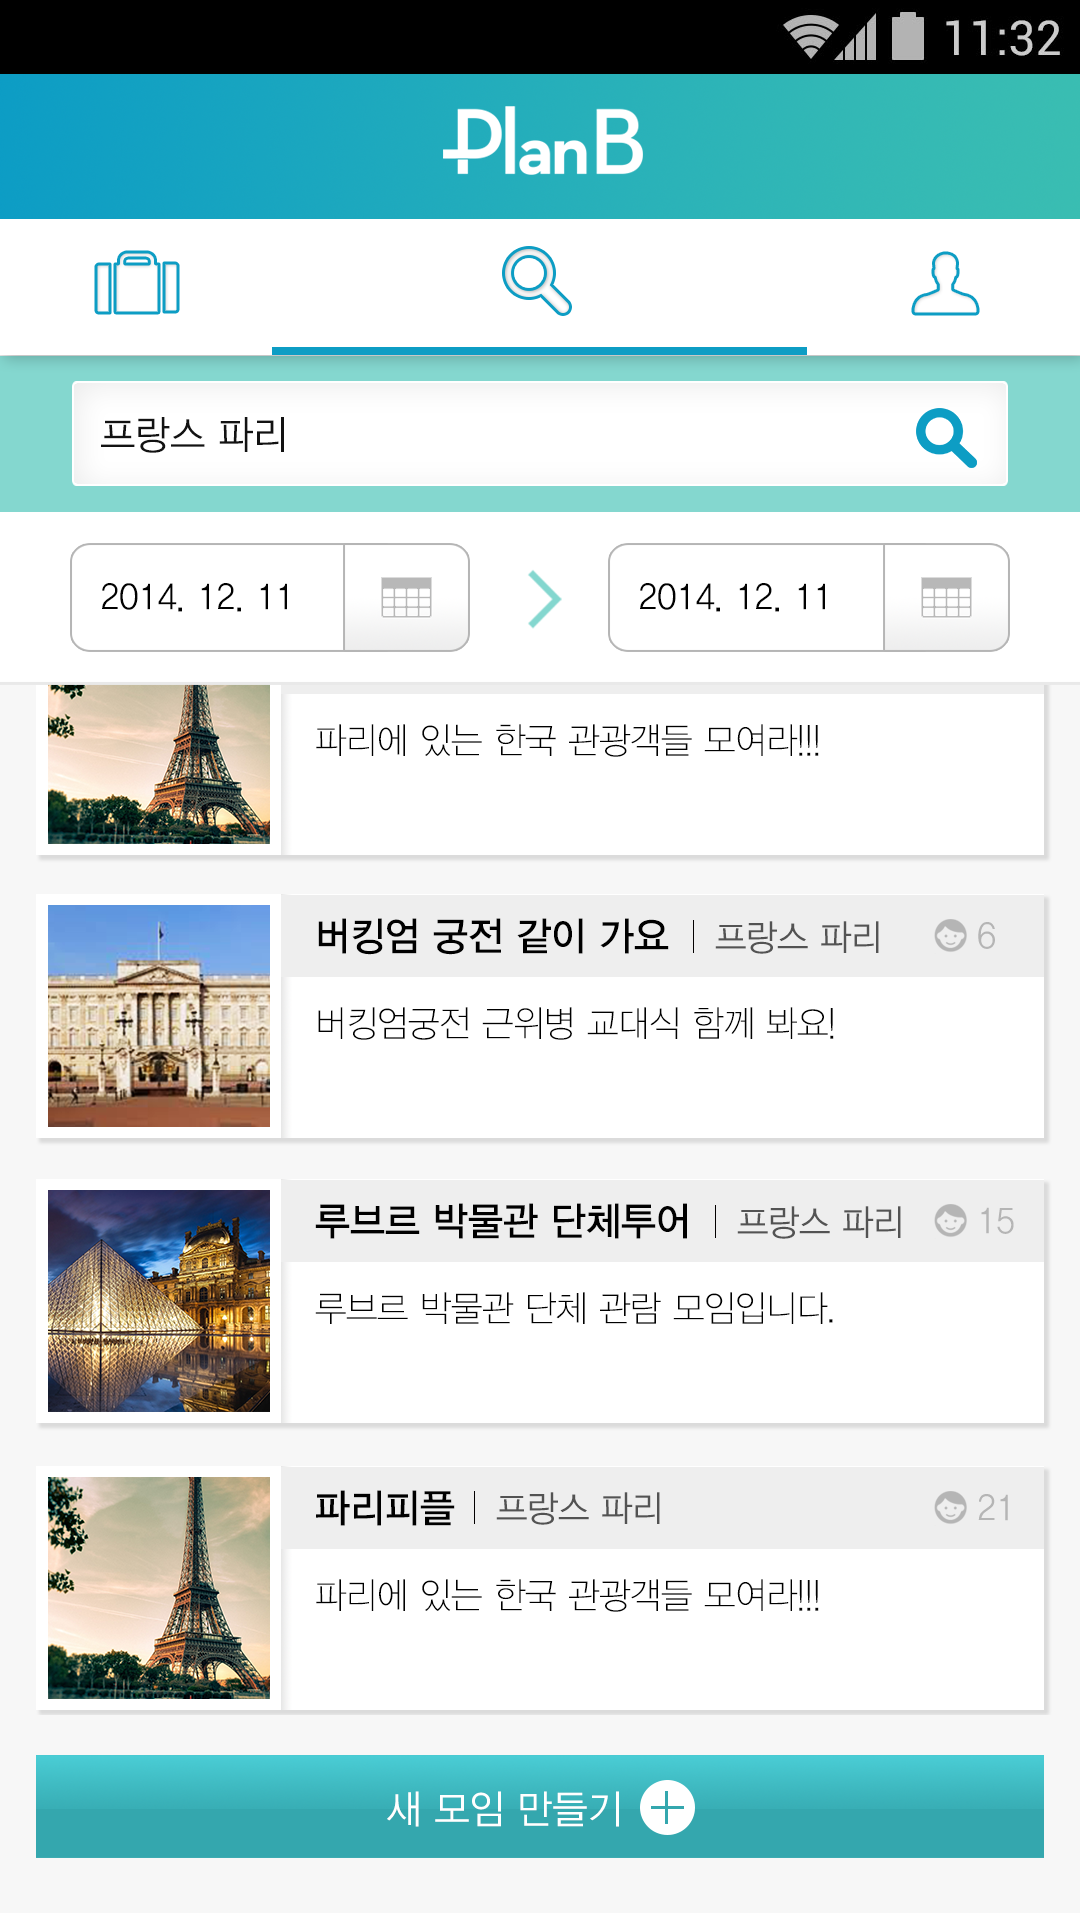 11:32
PlanB
프랑스 파리
2014. 12. 11
2014. 12. 11
파리에 있는 한국 관광객들 모여라!!!
버킹엄 궁전 같이 가요 | 프랑스 파리 6
버킹엄궁전 근위병 교대식 함께 봐요!
루브르 박물관 단체투어 | 프랑스 파리 15
루브르 박물관 단체 관람 모임입니다.
파리피플 | 프랑스 파리 21
파리에 있는 한국 관광객들 모여라!!!
새 모임 만들기